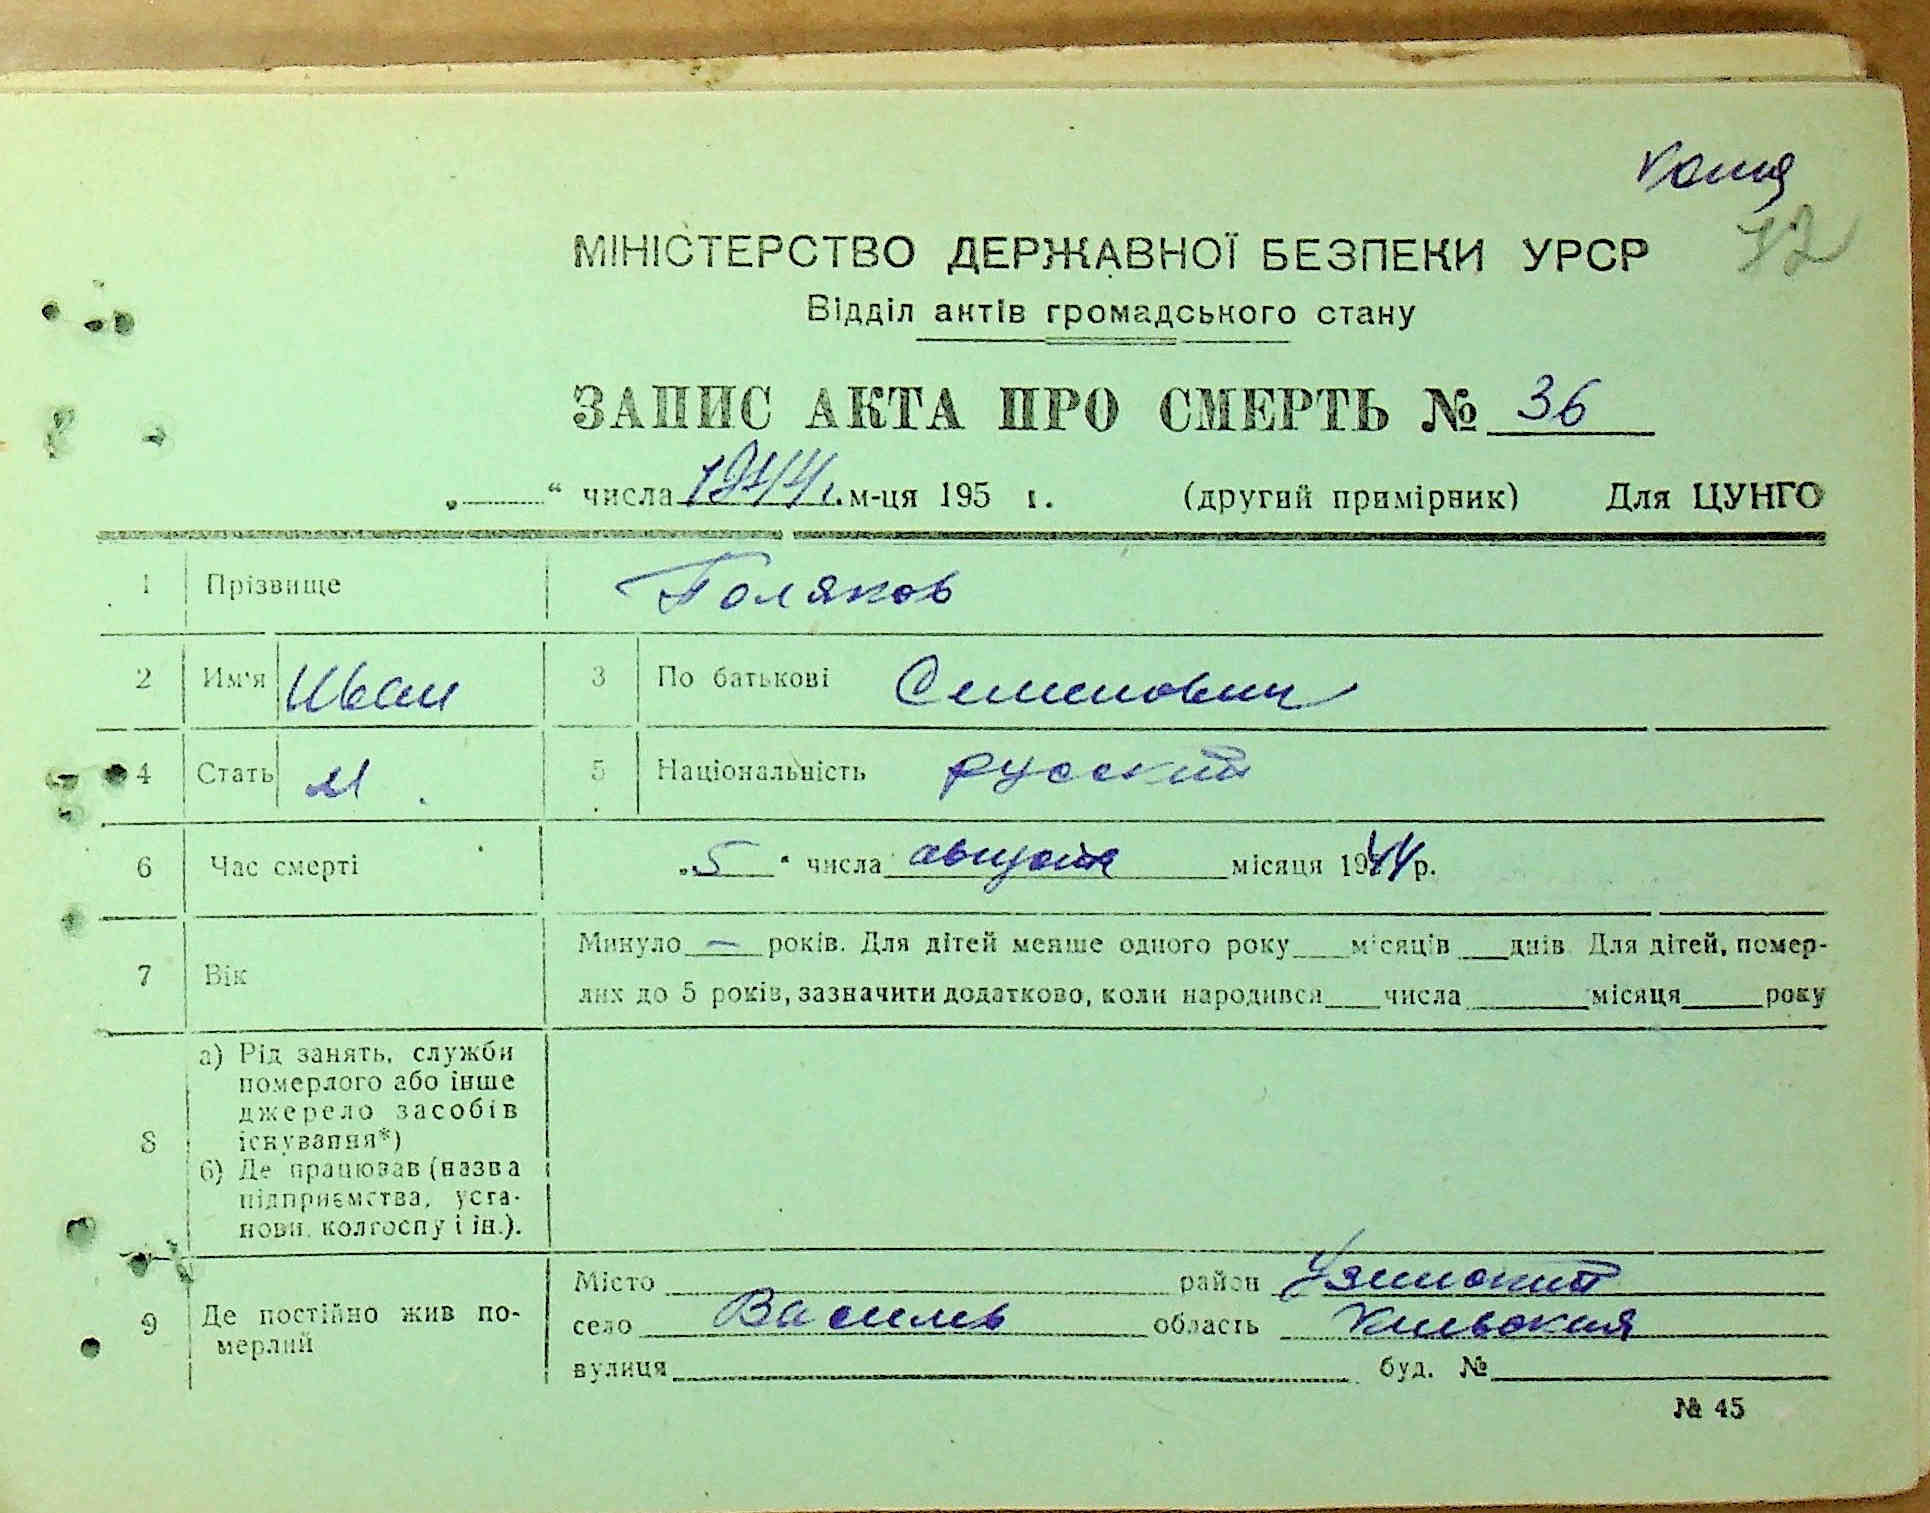 Копия
72
МІНІСТЕРСТВО ДЕРЖАВНОЇ БЕЗПЕКИ УРСР
Відділ актів громадського стану
ЗАПИС АКТА ПРО СМЕРТЬ № 36
„ “ числа 1944 г. м-ця 195 г. (другий примірник) Для ЦУНГО
1 Прізвище Поляков
2 Им'я Иван 3 По батькові Семенович
4 Стать М 5 Національність русский
6 Час смерті „5“ числа августа місяця 1944 р.
7 Вік Минуло — років. Для дітей менше одного року місяців днів. Для дітей, помер-
лих до 5 років, зазначити додатково, коли народився числа місяця року
8 а) Рід занять, служби
померлого або інше
джерело засобів
існування*)
б) Де працював (назва
підприємства, уста-
нови, колгоспу і ін.).
9 Де постійно жив по-
мерлий
Місто район
село область
вулиця буд. №
№ 45